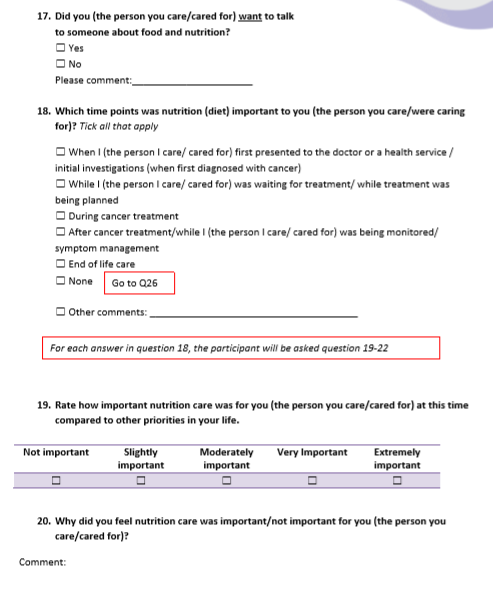 17. Did you (the person you care/cared for) want to talk
to someone about food and nutrition?
☐ Yes
☐ No
Please comment:___________________
18. Which time points was nutrition (diet) important to you (the person you care/were caring
for)? Tick all that apply
☐ When I (the person I care/ cared for) first presented to the doctor or a health service /
initial investigations (when first diagnosed with cancer)
☐ While I (the person I care/ cared for) was waiting for treatment/ while treatment was
being planned
☐ During cancer treatment
☐ After cancer treatment/while I (the person I care/ cared for) was being monitored/
symptom management
☐ End of life care
☐ None Go to Q26
☐ Other comments: ___________________________________
For each answer in question 18, the participant will be asked question 19-22
19. Rate how important nutrition care was for you (the person you care/cared for) at this time
compared to other priorities in your life.
Not important Slightly Moderately Very Important Extremely
important important important
☐ ☐ ☐ ☐ ☐
20. Why did you feel nutrition care was important/not important for you (the person you
care/cared for)?
Comment: